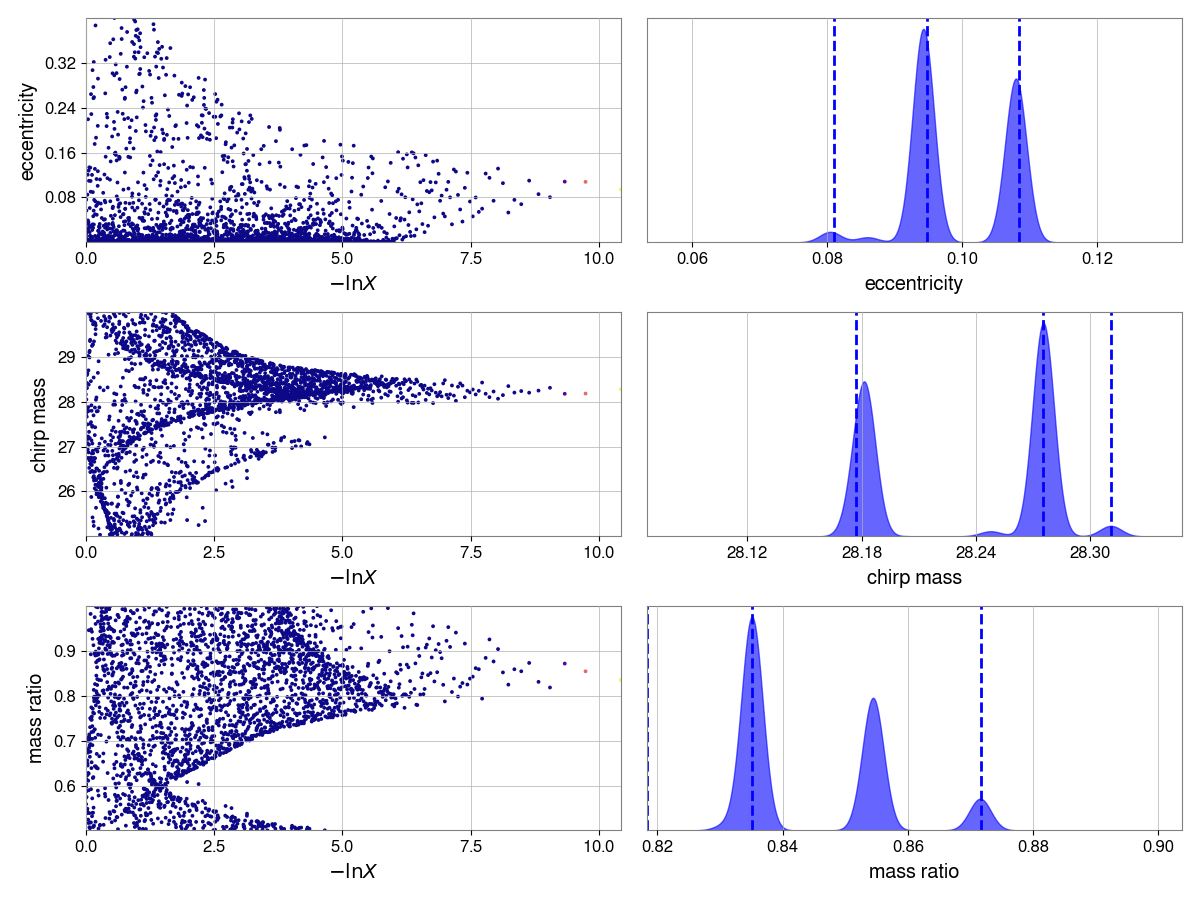 eccentricity
0.32
0.24
0.16
0.08
0.0 2.5 5.0 7.5 10.0
−lnX
0.06 0.08 0.10 0.12
eccentricity
chirp mass
29
28
27
26
0.0 2.5 5.0 7.5 10.0
−lnX
28.12 28.18 28.24 28.30
chirp mass
mass ratio
0.9
0.8
0.7
0.6
0.0 2.5 5.0 7.5 10.0
−lnX
0.82 0.84 0.86 0.88 0.90
mass ratio